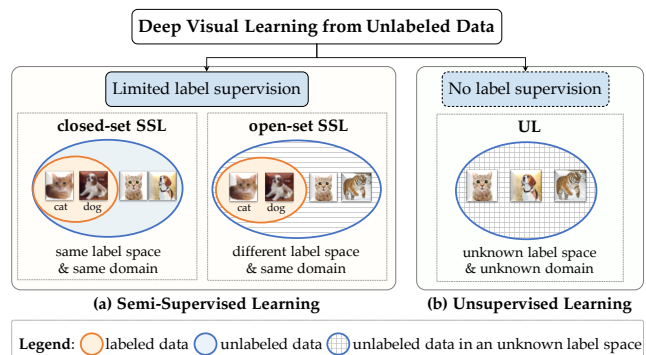 Deep Visual Learning from Unlabeled Data
Limited label supervision
No label supervision
closed-set SSL
open-set SSL
UL
cat
dog
cat
dog
same label space
& same domain
different label space
& same domain
unknown label space
& unknown domain
(a) Semi-Supervised Learning
(b) Unsupervised Learning
Legend: labeled data unlabeled data unlabeled data in an unknown label space